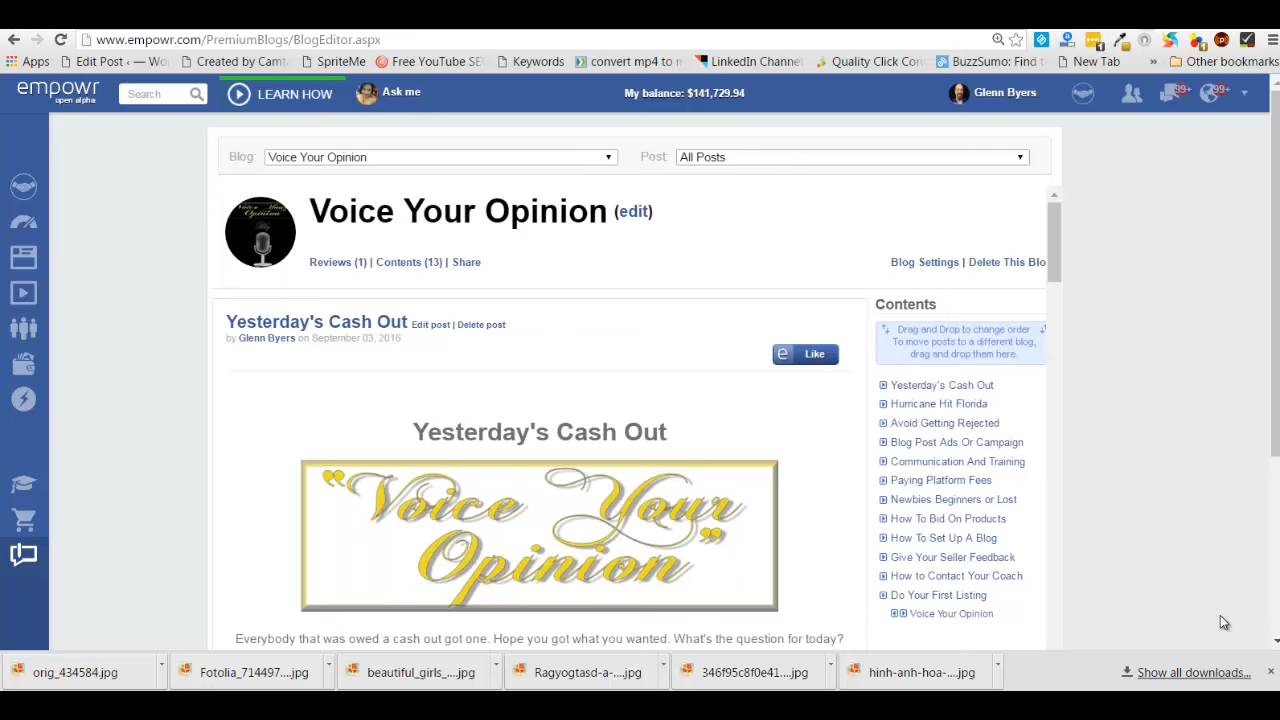 www.empowr.com/PremiumBlogs/BlogEditor.aspx
Apps
Edit Post — Wo
Created by Camt
SpriteMe
Free YouTube SE
Keywords
convert mp4 to m
LinkedIn Channel
Quality Click Con
BuzzSumo: Find t
New Tab
»
Other bookmarks
empowr
open alpha
Search
LEARN HOW
Ask me
My balance: $141,729.94
Glenn Byers
99+
99+
Blog: Voice Your Opinion
Post: All Posts
Voice Your Opinion (edit)
Reviews (1) | Contents (13) | Share
Blog Settings | Delete This Blo
Yesterday's Cash Out Edit post | Delete post
by Glenn Byers on September 03, 2016
Like
Yesterday's Cash Out
"Voice Your
Opinion"
Everybody that was owed a cash out got one. Hope you got what you wanted. What's the question for today?
Contents
Drag and Drop to change order
To move posts to a different blog,
drag and drop them here.
Yesterday's Cash Out
Hurricane Hit Florida
Avoid Getting Rejected
Blog Post Ads Or Campaign
Communication And Training
Paying Platform Fees
Newbies Beginners or Lost
How To Bid On Products
How To Set Up A Blog
Give Your Seller Feedback
How to Contact Your Coach
Do Your First Listing
Voice Your Opinion
orig_434584.jpg
Fotolia_714497....jpg
beautiful_girls_....jpg
Ragyogtasd-a-....jpg
346f95c8f0e41....jpg
hinh-anh-hoa-....jpg
Show all downloads...